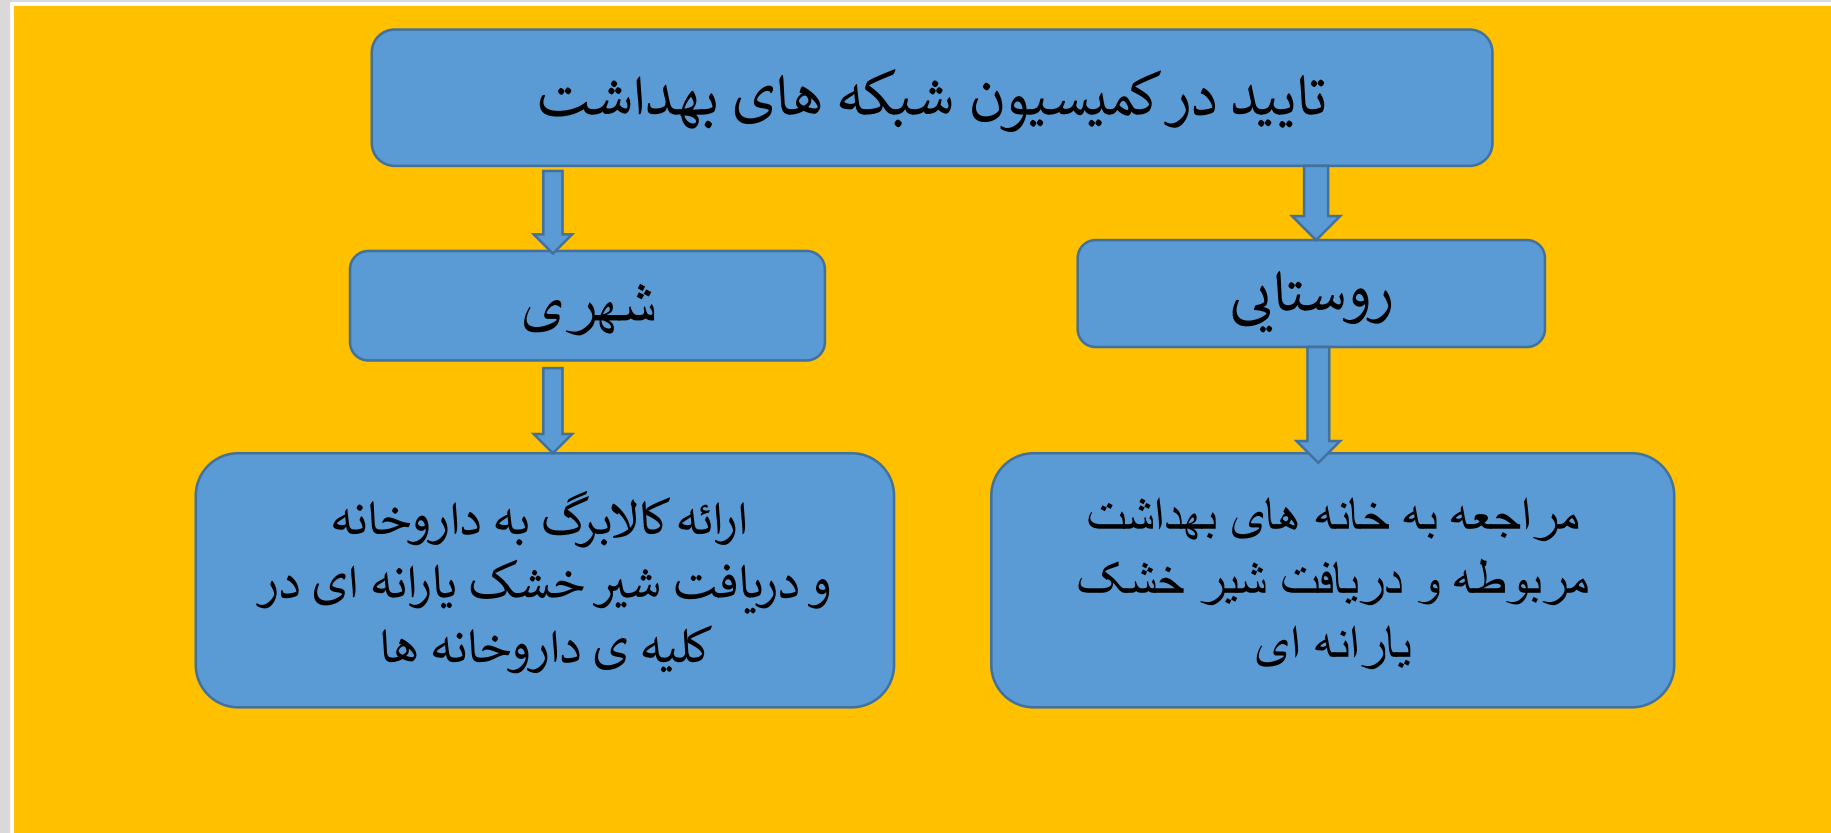 تایید در کمیسیون شبکه های بهداشت
روستایی
شهری
مراجعه به خانه های بهداشت
مربوطه و دریافت شیر خشک
یارانه ای
ارائه کالابرگ به داروخانه
و دریافت شیر خشک یارانه ای در
کلیه ی داروخانه ها